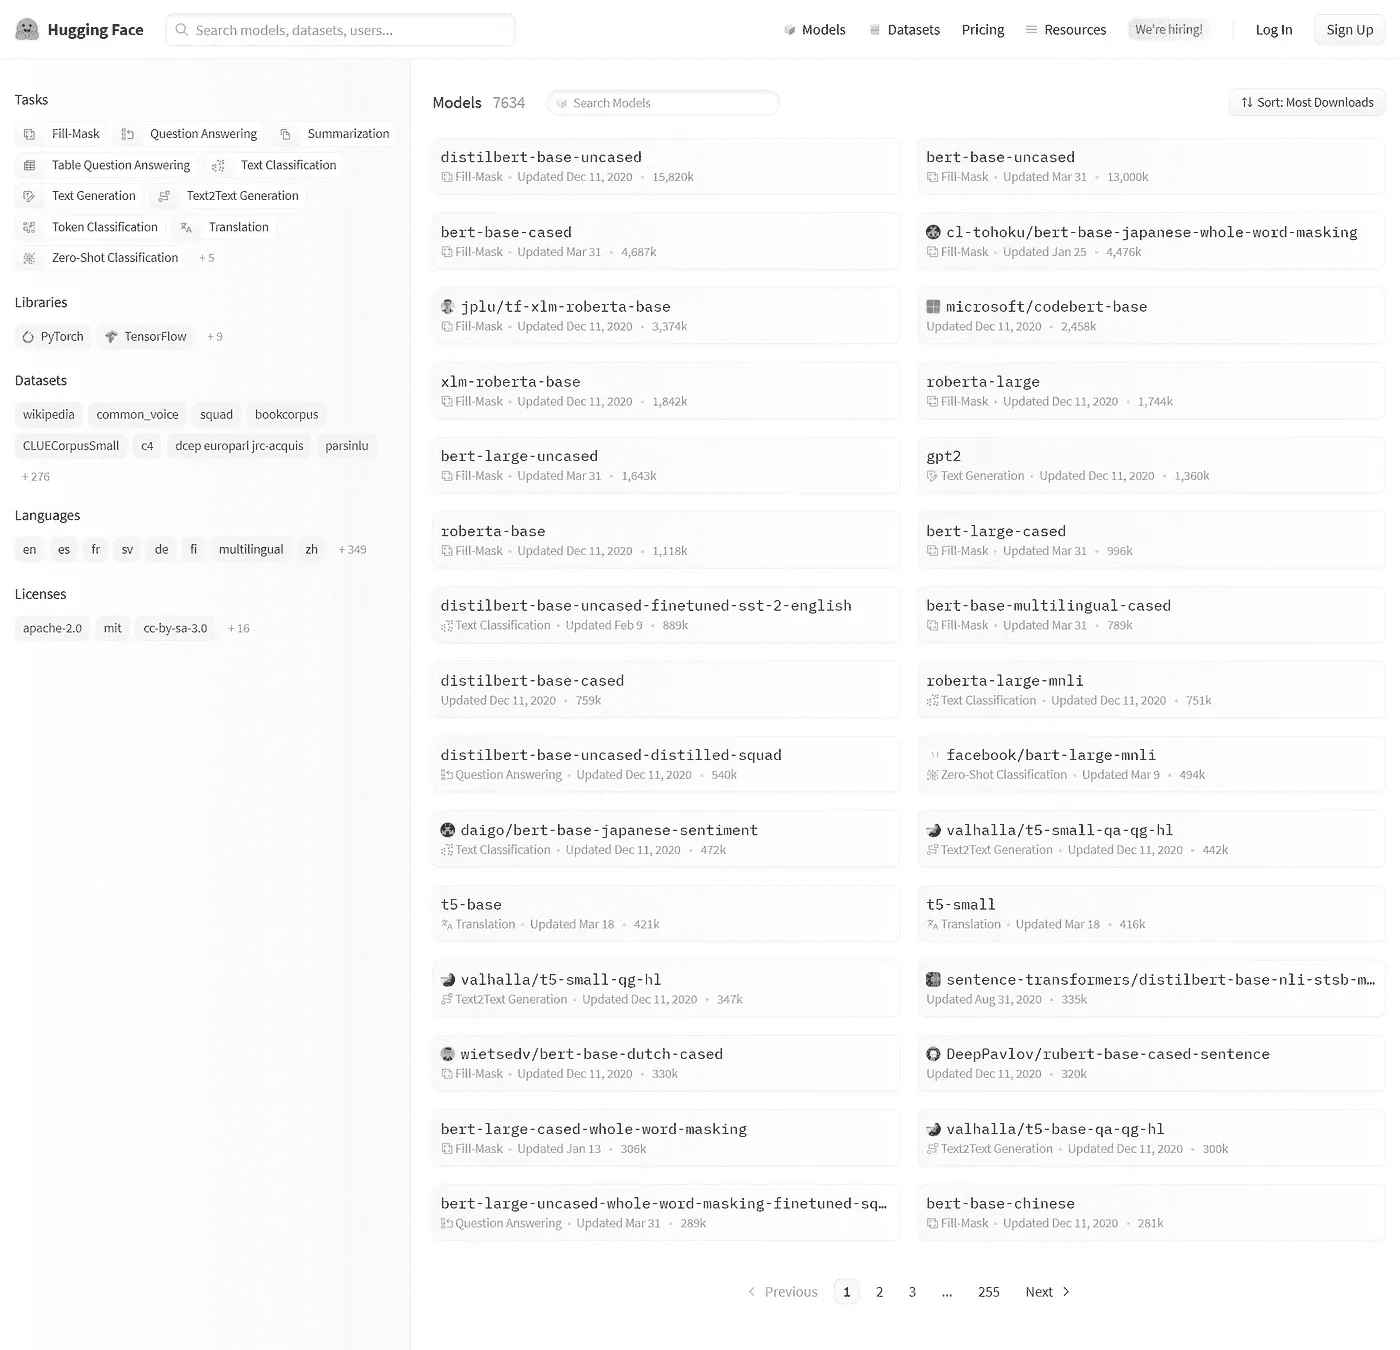 Hugging Face
Search models, datasets, users...
Models
Datasets
Pricing
Resources
We're hiring!
Log In
Sign Up
Tasks
Fill-Mask Question Answering Summarization
Table Question Answering Text Classification
Text Generation Text2Text Generation
Token Classification Translation
Zero-Shot Classification +5
Libraries
PyTorch TensorFlow +9
Datasets
wikipedia common_voice squad bookcorpus
CLUECorpusSmall c4 dcep europarl jrc-acquis parsinlu
+276
Languages
en es fr sv de fi multilingual zh +349
Licenses
apache-2.0 mit cc-by-sa-3.0 +16
Models 7634
Search Models
Sort: Most Downloads
distilbert-base-uncased
Fill-Mask • Updated Dec 11, 2020 • 15,820k
bert-base-uncased
Fill-Mask • Updated Mar 31 • 13,000k
bert-base-cased
Fill-Mask • Updated Mar 31 • 4,687k
cl-tohoku/bert-base-japanese-whole-word-masking
Fill-Mask • Updated Jan 25 • 4,476k
jplu/tf-xlm-roberta-base
Fill-Mask • Updated Dec 11, 2020 • 3,374k
microsoft/codebert-base
Updated Dec 11, 2020 • 2,458k
xlm-roberta-base
Fill-Mask • Updated Dec 11, 2020 • 1,842k
roberta-large
Fill-Mask • Updated Dec 11, 2020 • 1,744k
bert-large-uncased
Fill-Mask • Updated Mar 31 • 1,643k
gpt2
Text Generation • Updated Dec 11, 2020 • 1,360k
roberta-base
Fill-Mask • Updated Dec 11, 2020 • 1,118k
bert-large-cased
Fill-Mask • Updated Mar 31 • 996k
distilbert-base-uncased-finetuned-sst-2-english
Text Classification • Updated Feb 9 • 889k
bert-base-multilingual-cased
Fill-Mask • Updated Mar 31 • 789k
distilbert-base-cased
Updated Dec 11, 2020 • 759k
roberta-large-mnli
Text Classification • Updated Dec 11, 2020 • 751k
distilbert-base-uncased-distilled-squad
Question Answering • Updated Dec 11, 2020 • 540k
facebook/bart-large-mnli
Zero-Shot Classification • Updated Mar 9 • 494k
daigo/bert-base-japanese-sentiment
Text Classification • Updated Dec 11, 2020 • 472k
valhalla/t5-small-qa-qg-hl
Text2Text Generation • Updated Dec 11, 2020 • 442k
t5-base
Translation • Updated Mar 18 • 421k
t5-small
Translation • Updated Mar 18 • 416k
valhalla/t5-small-qg-hl
Text2Text Generation • Updated Dec 11, 2020 • 347k
sentence-transformers/distilbert-base-nli-stsb-m…
Updated Aug 31, 2020 • 335k
wietsedv/bert-base-dutch-cased
Fill-Mask • Updated Dec 11, 2020 • 330k
DeepPavlov/rubert-base-cased-sentence
Updated Dec 11, 2020 • 320k
bert-large-cased-whole-word-masking
Fill-Mask • Updated Jan 13 • 306k
valhalla/t5-base-qa-qg-hl
Text2Text Generation • Updated Dec 11, 2020 • 300k
bert-large-uncased-whole-word-masking-finetuned-sq…
Question Answering • Updated Mar 31 • 289k
bert-base-chinese
Fill-Mask • Updated Dec 11, 2020 • 281k
Previous 1 2 3 ... 255 Next